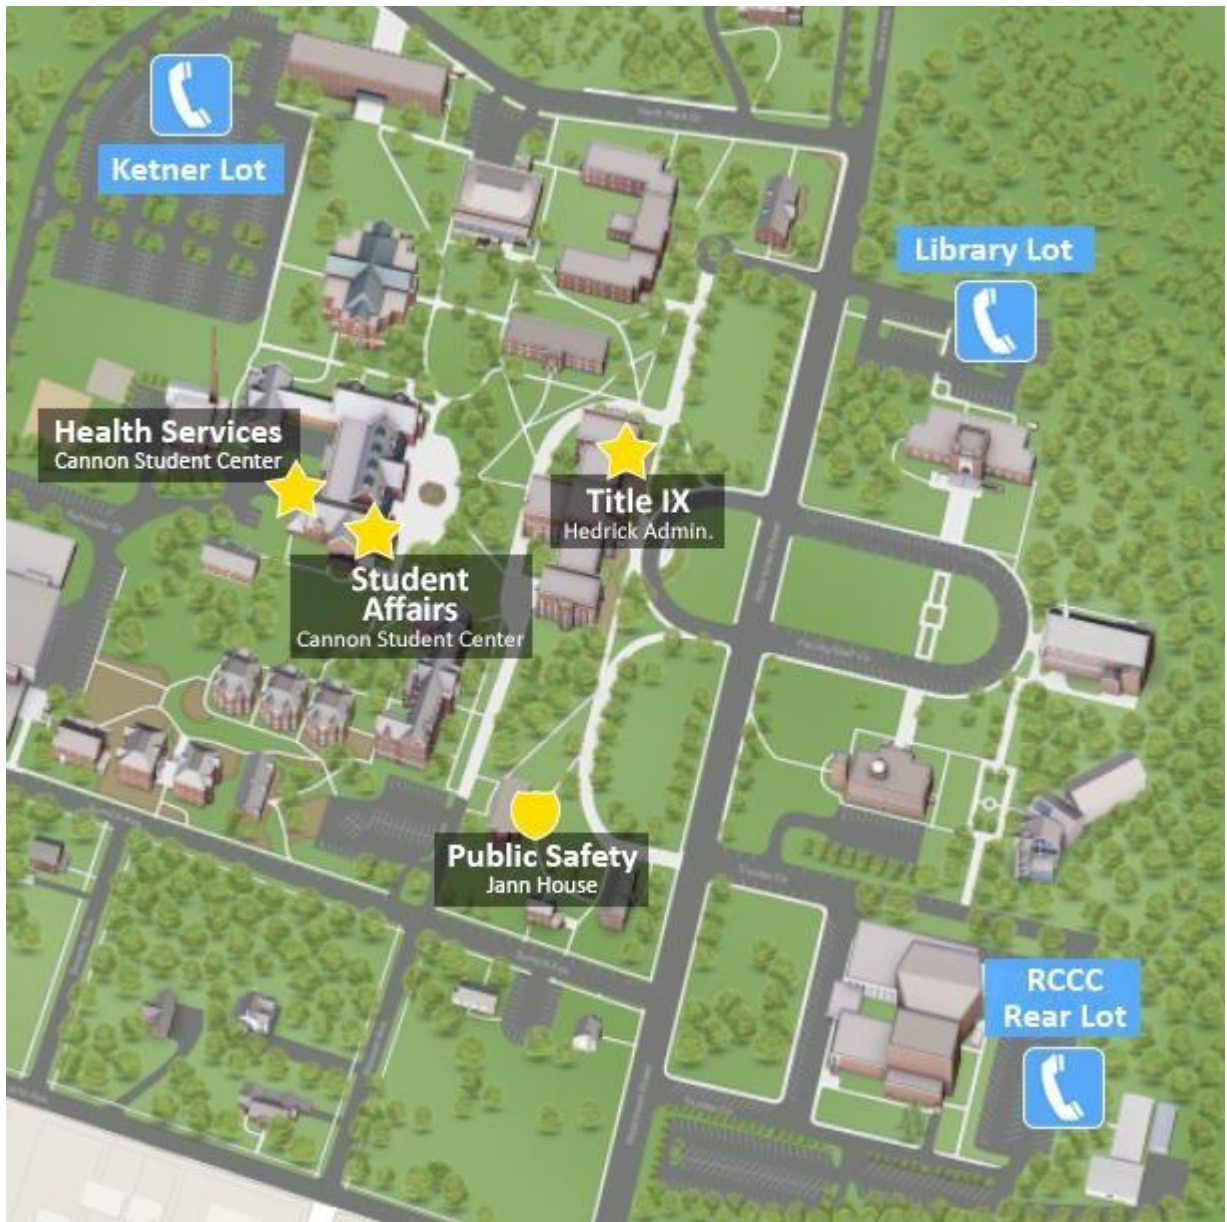 Ketner Lot
Library Lot
Health Services
Cannon Student Center
Title IX
Hedrick Admin.
Student
Affairs
Cannon Student Center
Public Safety
Jann House
RCCC
Rear Lot